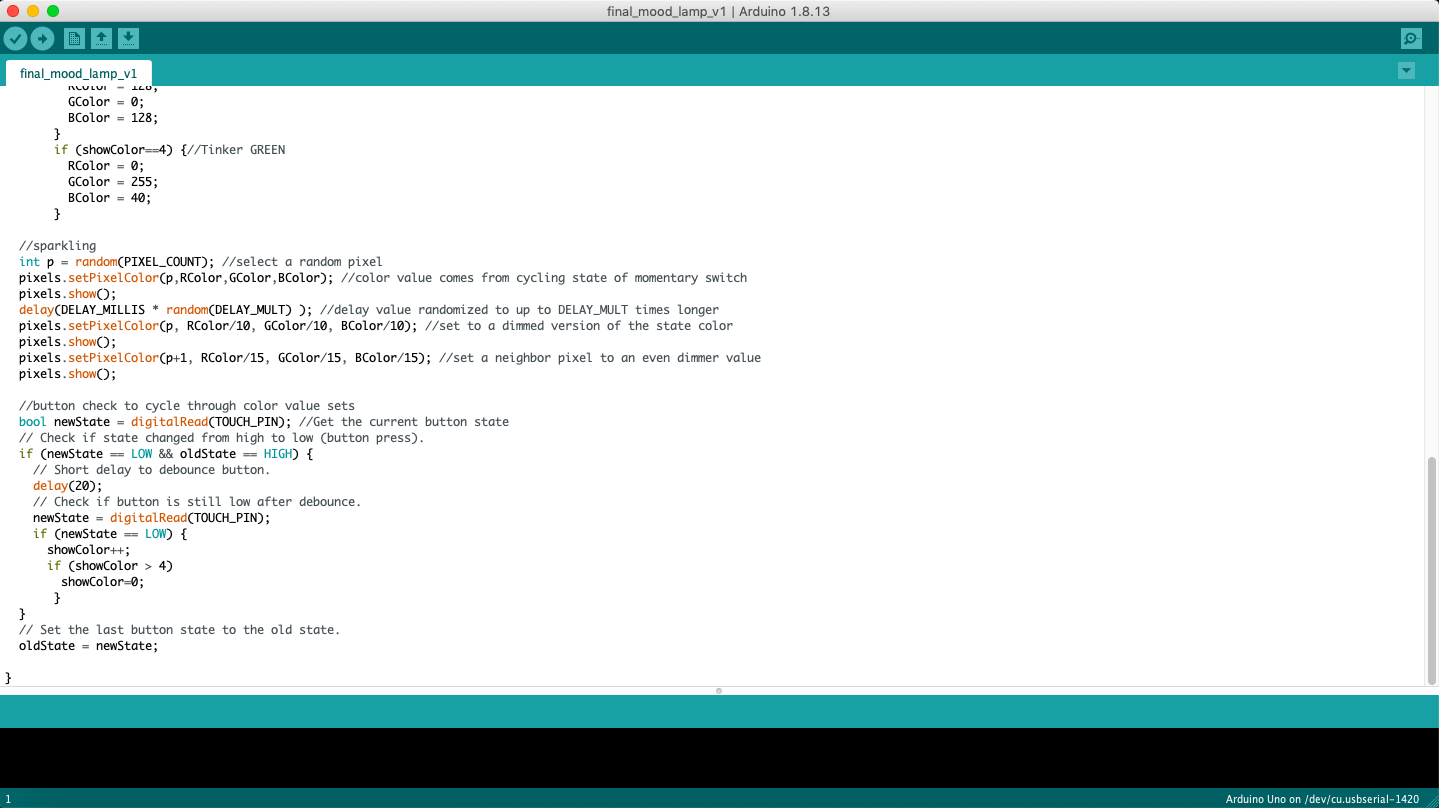 final_mood_lamp_v1 | Arduino 1.8.13
final_mood_lamp_v1
RColor = 128;
GColor = 0;
BColor = 128;
}
if (showColor==4) {//Tinker GREEN
RColor = 0;
GColor = 255;
BColor = 40;
}
//sparkling
int p = random(PIXEL_COUNT); //select a random pixel
pixels.setPixelColor(p,RColor,GColor,BColor); //color value comes from cycling state of momentary switch
pixels.show();
delay(DELAY_MILLIS * random(DELAY_MULT) ); //delay value randomized to up to DELAY_MULT times longer
pixels.setPixelColor(p, RColor/10, GColor/10, BColor/10); //set to a dimmed version of the state color
pixels.show();
pixels.setPixelColor(p+1, RColor/15, GColor/15, BColor/15); //set a neighbor pixel to an even dimmer value
pixels.show();
//button check to cycle through color value sets
bool newState = digitalRead(TOUCH_PIN); //Get the current button state
// Check if state changed from high to low (button press).
if (newState == LOW && oldState == HIGH) {
// Short delay to debounce button.
delay(20);
// Check if button is still low after debounce.
newState = digitalRead(TOUCH_PIN);
if (newState == LOW) {
showColor++;
if (showColor > 4)
showColor=0;
}
}
// Set the last button state to the old state.
oldState = newState;
}
1
Arduino Uno on /dev/cu.usbserial-1420